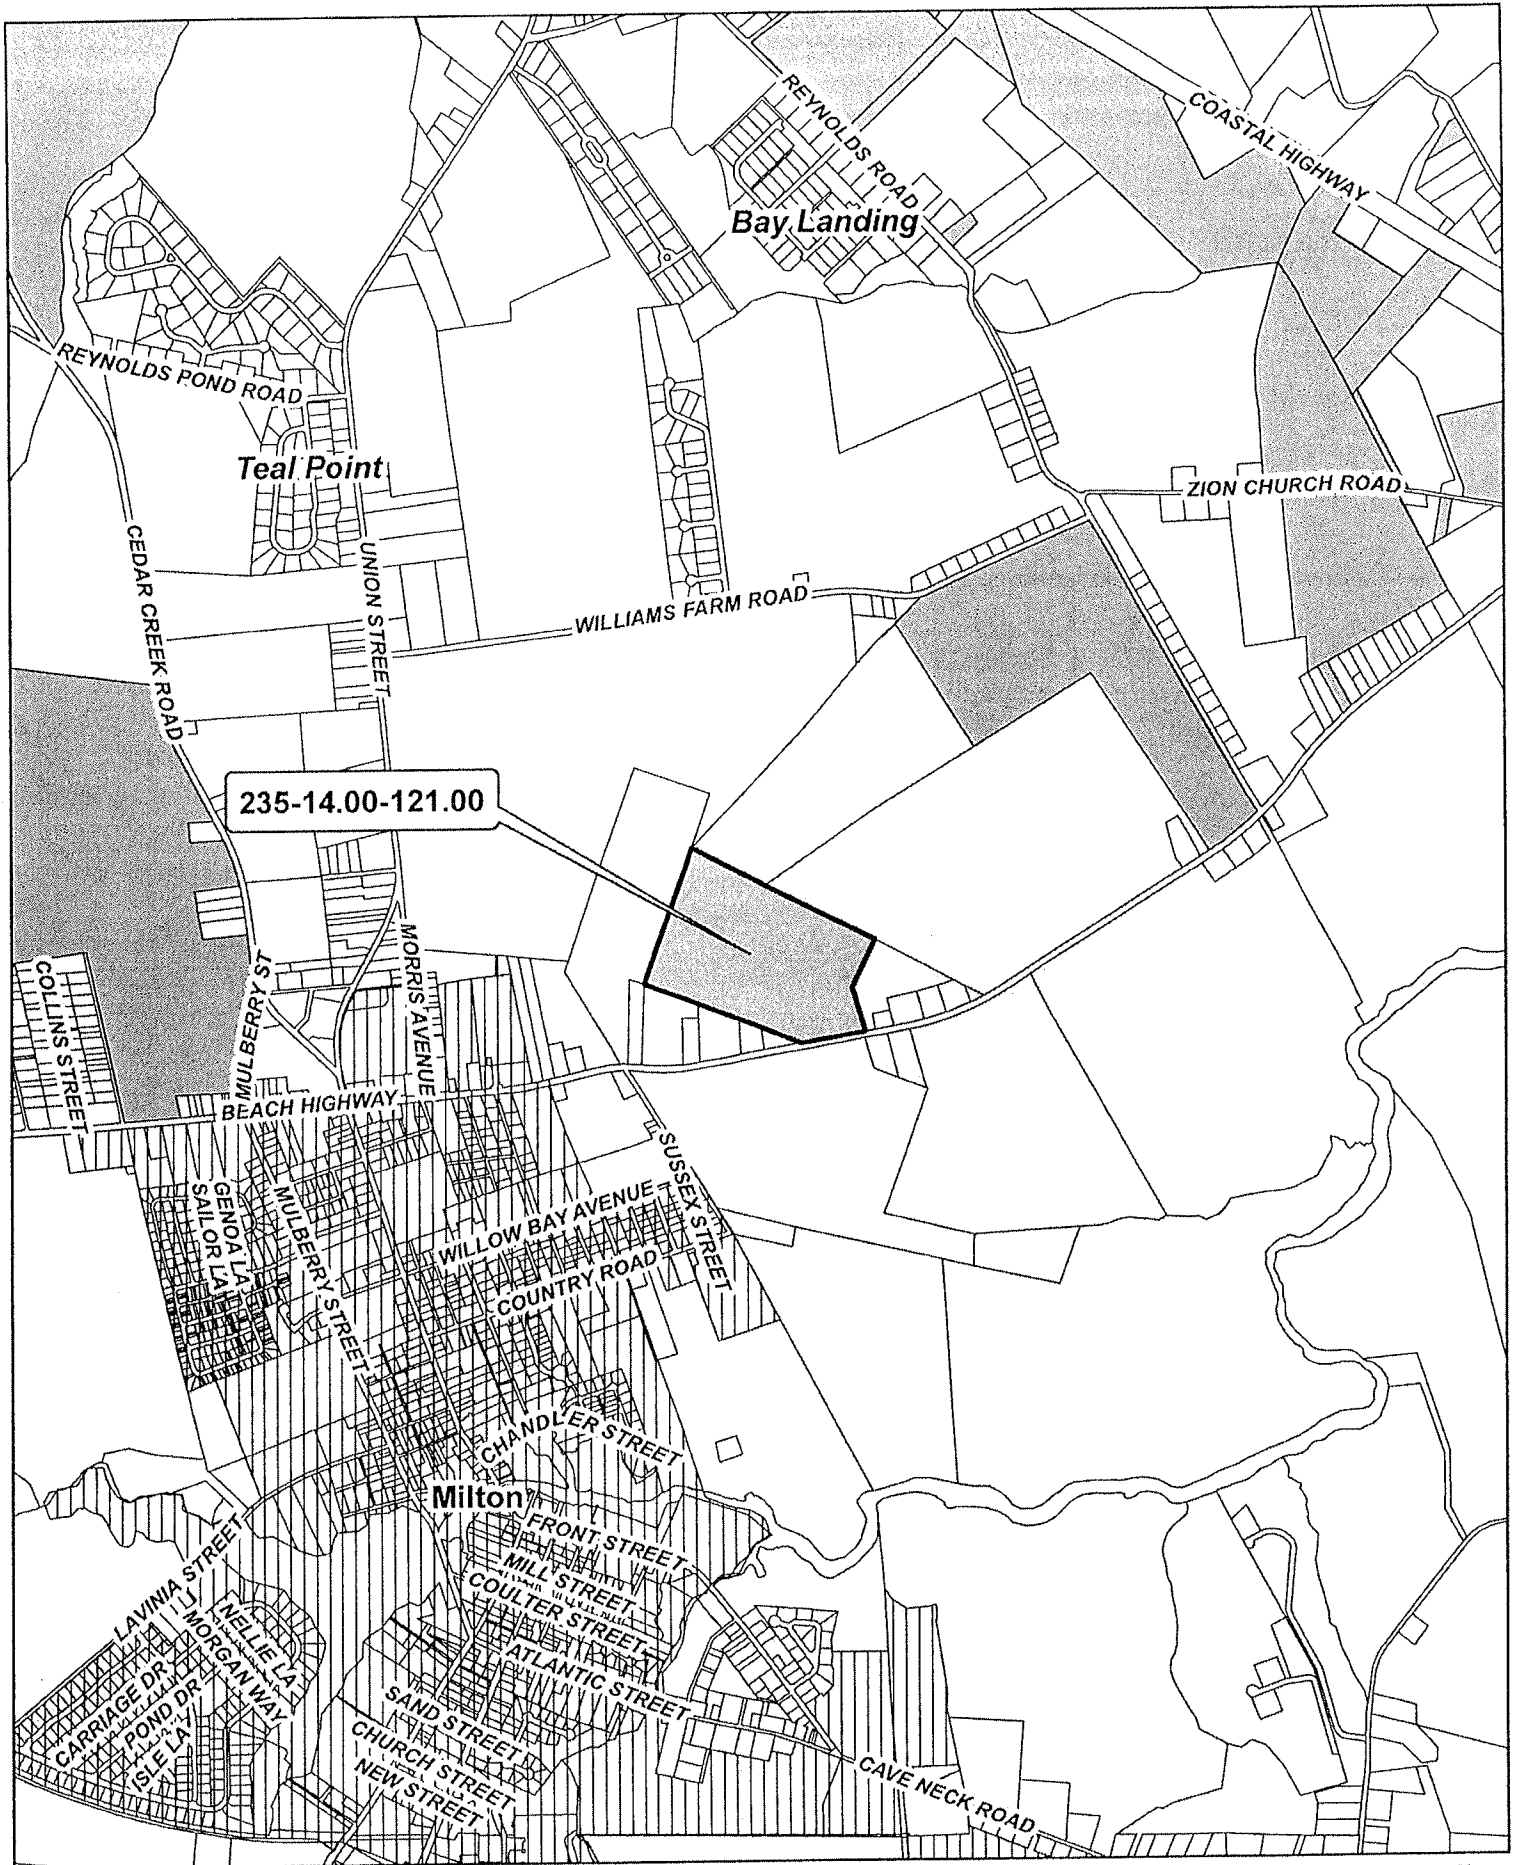 REYNOLDS ROAD
COASTAL HIGHWAY
Bay Landing
REYNOLDS POND ROAD
Teal Point
ZION CHURCH ROAD
CEDAR CREEK ROAD
UNION STREET
WILLIAMS FARM ROAD
235-14.00-121.00
COLLINS STREET
MULBERRY ST
MORRIS AVENUE
BEACH HIGHWAY
SUSSEX STREET
GENOA LA
SAILOR LA
MULBERRY STREET
WILLOW BAY AVENUE
COUNTRY ROAD
CHANDLER STREET
Milton
FRONT STREET
LAVINIA STREET
MILL STREET
COULTER STREET
NELLIE LA
MORGAN WAY
ATLANTIC STREET
CARRIAGE DR
POND DR
ISLE LA
SAND STREET
CHURCH STREET
NEW STREET
CAVE NECK ROAD